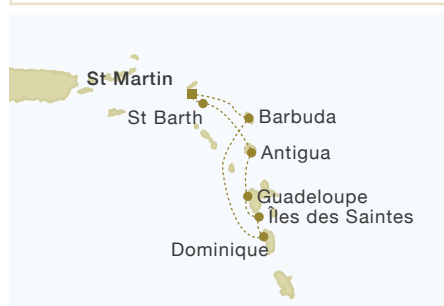 St Martin
St Barth
Barbuda
Antigua
Guadeloupe
Îles des Saintes
Dominique